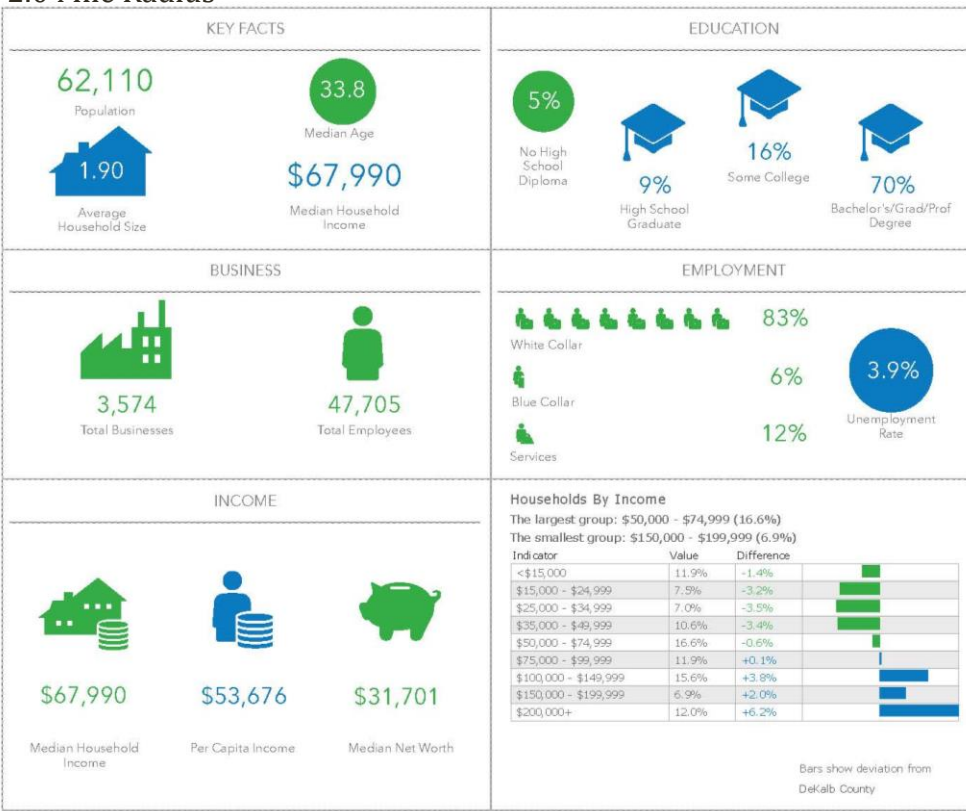 2.0 Mile Radius
KEY FACTS
62,110
Population
33.8
Median Age
1.90
Average
Household Size
$67,990
Median Household
Income
EDUCATION
5%
No High
School
Diploma
9%
High School
Graduate
16%
Some College
70%
Bachelor's/Grad/Prof
Degree
BUSINESS
3,574
Total Businesses
47,705
Total Employees
EMPLOYMENT
83%
White Collar
6%
Blue Collar
12%
Services
3.9%
Unemployment
Rate
INCOME
$67,990
Median Household
Income
$53,676
Per Capita Income
$31,701
Median Net Worth
Households By Income
The largest group: $50,000 - $74,999 (16.6%)
The smallest group: $150,000 - $199,999 (6.9%)
Indicator Value Difference
<$15,000 11.9% -1.4%
$15,000 - $24,999 7.5% -3.2%
$25,000 - $34,999 7.0% -3.5%
$35,000 - $49,999 10.6% -3.4%
$50,000 - $74,999 16.6% -0.6%
$75,000 - $99,999 11.9% +0.1%
$100,000 - $149,999 15.6% +3.8%
$150,000 - $199,999 6.9% +2.0%
$200,000+ 12.0% +6.2%
Bars show deviation from
DeKalb County